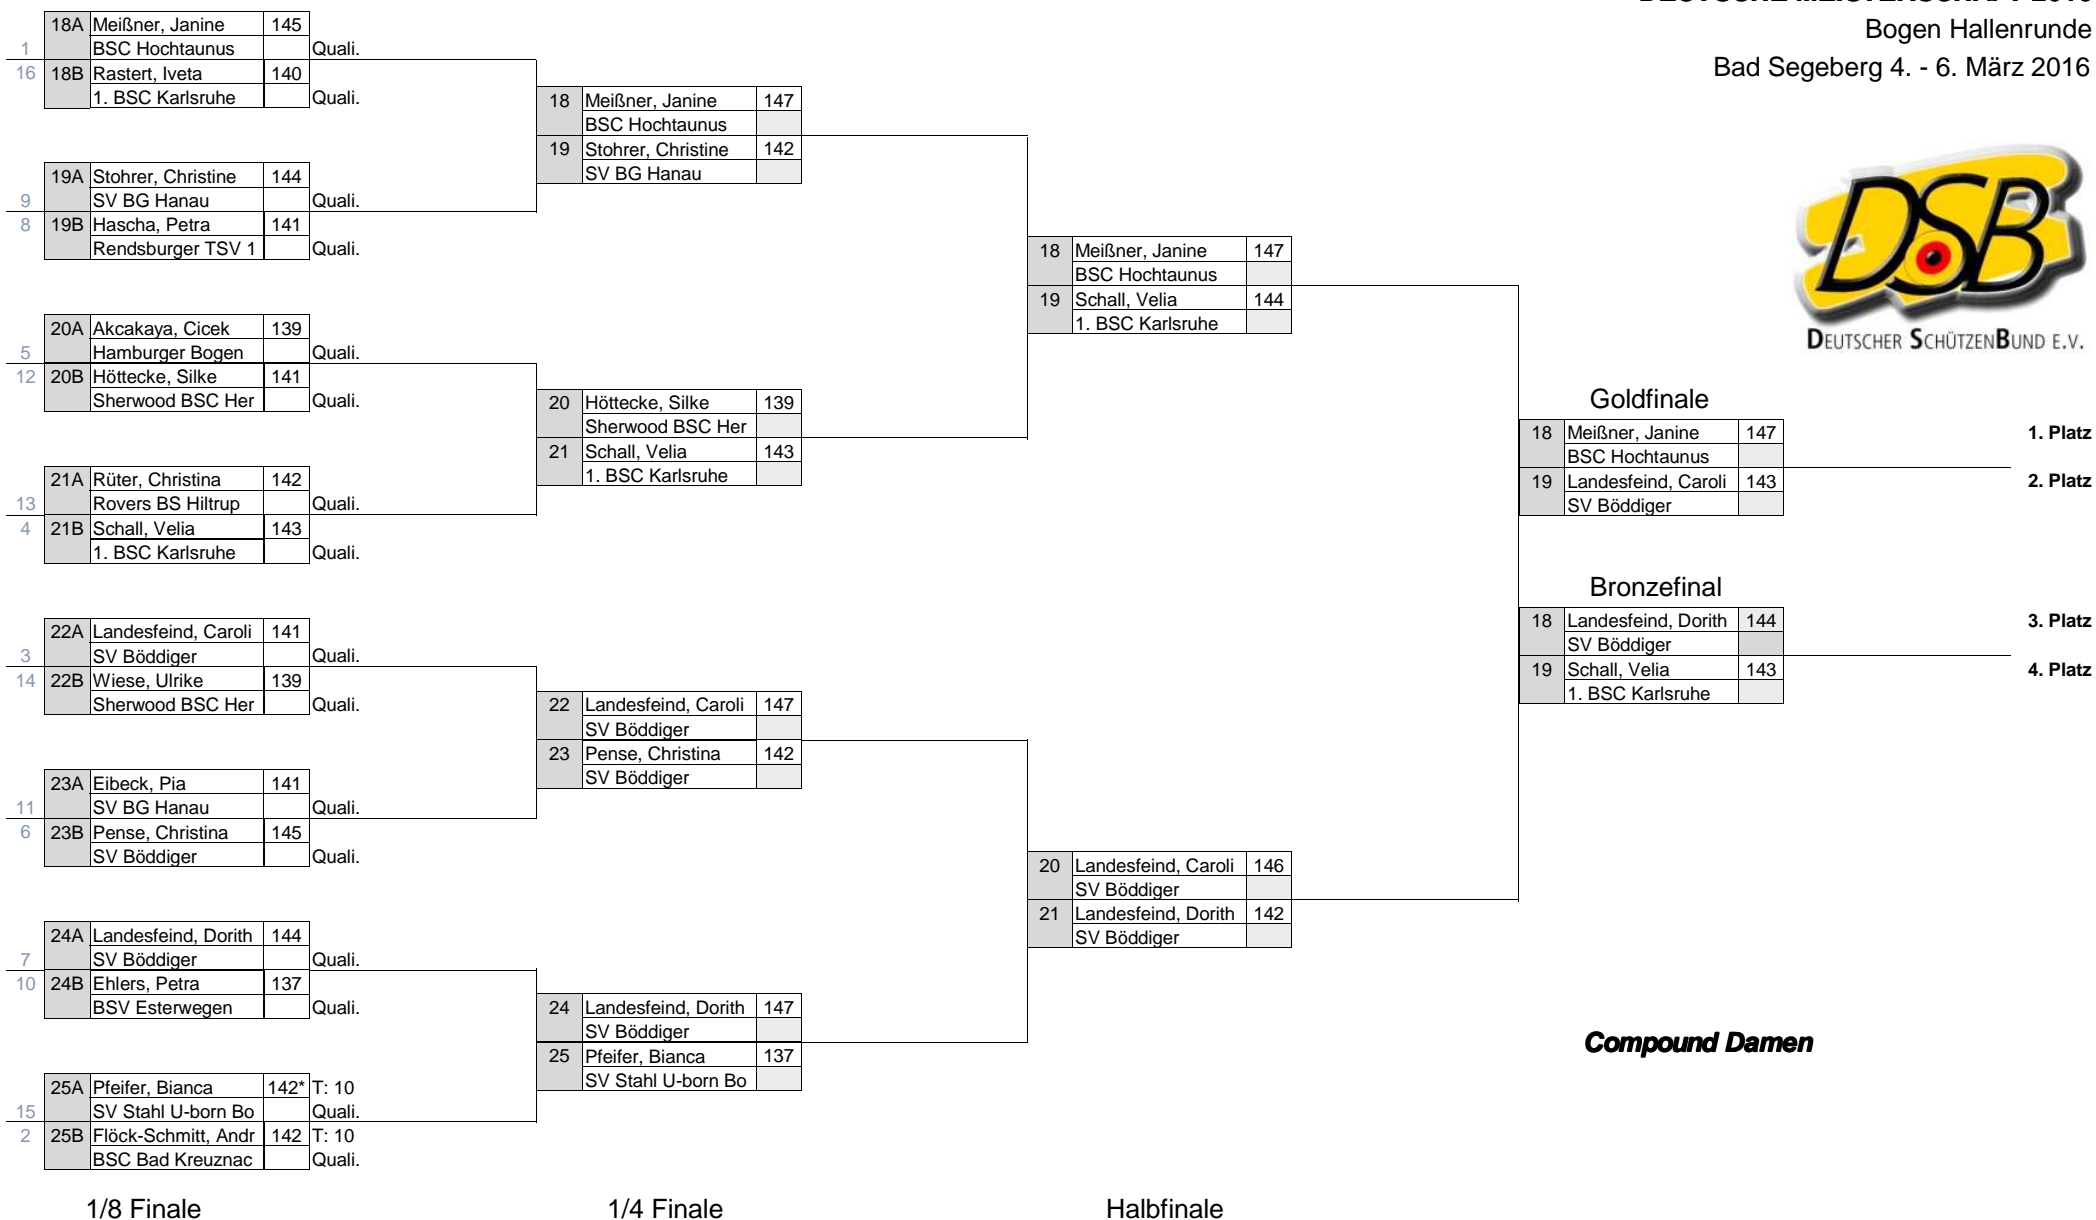 DEUTSCHE MEISTERSCHAFT 2016
Bogen Hallenrunde
Bad Segeberg 4. - 6. März 2016
DSB
DEUTSCHER SCHÜTZENBUND E.V.
18A Meißner, Janine 145
1 BSC Hochtaunus Quali.
16 18B Rastert, Iveta 140
1. BSC Karlsruhe Quali.
19A Stohrer, Christine 144
9 SV BG Hanau Quali.
8 19B Hascha, Petra 141
Rendsburger TSV 1 Quali.
20A Akcakaya, Cicek 139
5 Hamburger Bogen Quali.
12 20B Höttecke, Silke 141
Sherwood BSC Her Quali.
21A Rüter, Christina 142
13 Rovers BS Hiltrup Quali.
4 21B Schall, Velia 143
1. BSC Karlsruhe Quali.
22A Landesfeind, Caroli 141
3 SV Böddiger Quali.
14 22B Wiese, Ulrike 139
Sherwood BSC Her Quali.
23A Eibeck, Pia 141
11 SV BG Hanau Quali.
6 23B Pense, Christina 145
SV Böddiger Quali.
24A Landesfeind, Dorith 144
7 SV Böddiger Quali.
10 24B Ehlers, Petra 137
BSV Esterwegen Quali.
25A Pfeifer, Bianca 142* T: 10
15 SV Stahl U-born Bo Quali.
2 25B Flöck-Schmitt, Andr 142 T: 10
BSC Bad Kreuznac Quali.
1/8 Finale
18 Meißner, Janine 147
BSC Hochtaunus
19 Stohrer, Christine 142
SV BG Hanau
20 Höttecke, Silke 139
Sherwood BSC Her
21 Schall, Velia 143
1. BSC Karlsruhe
22 Landesfeind, Caroli 147
SV Böddiger
23 Pense, Christina 142
SV Böddiger
24 Landesfeind, Dorith 147
SV Böddiger
25 Pfeifer, Bianca 137
SV Stahl U-born Bo
1/4 Finale
18 Meißner, Janine 147
BSC Hochtaunus
19 Schall, Velia 144
1. BSC Karlsruhe
20 Landesfeind, Caroli 146
SV Böddiger
21 Landesfeind, Dorith 142
SV Böddiger
Halbfinale
Goldfinale
18 Meißner, Janine 147 1. Platz
BSC Hochtaunus
19 Landesfeind, Caroli 143 2. Platz
SV Böddiger
Bronzefinal
18 Landesfeind, Dorith 144 3. Platz
SV Böddiger
19 Schall, Velia 143 4. Platz
1. BSC Karlsruhe
Compound Damen